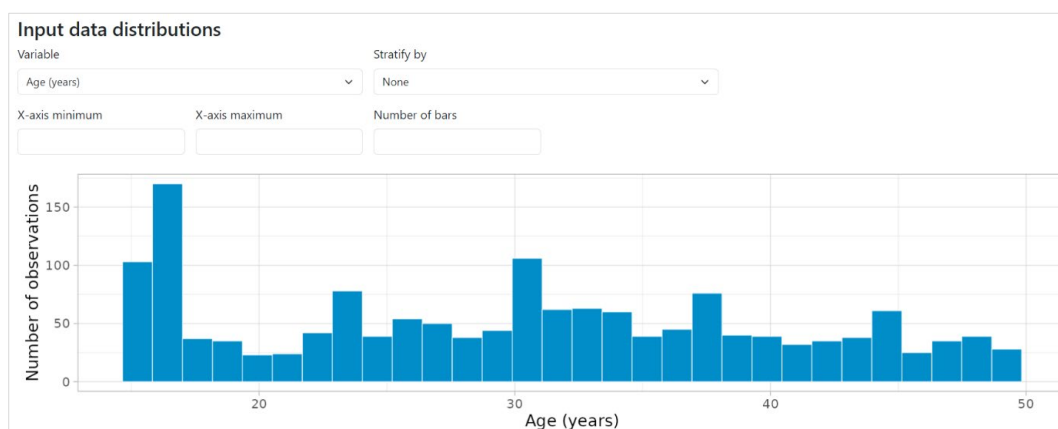 Input data distributions
Variable
Stratify by
Age (years)
None
X-axis minimum
X-axis maximum
Number of bars
Number of observations
150
100
50
0
20
30
40
50
Age (years)